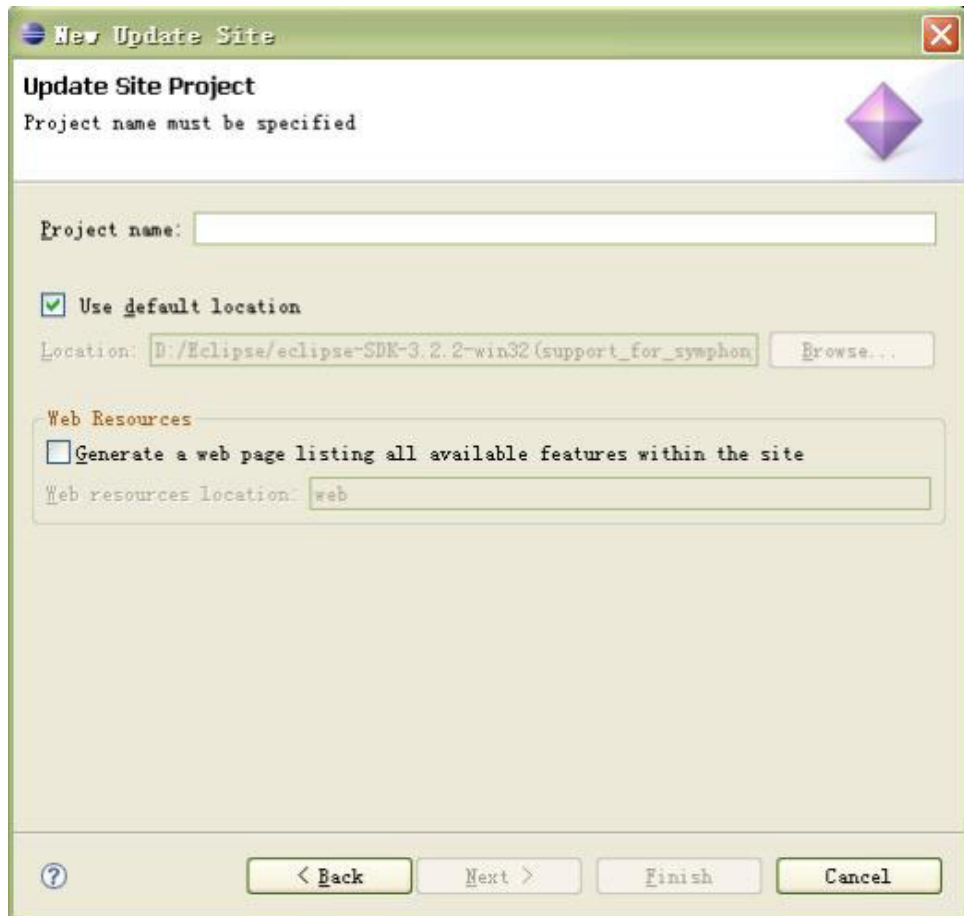 New Update Site
Update Site Project
Project name must be specified
Project name:
Use default location
Location: D:/Eclipse/eclipse-SDK-3.2.2-win32(support_for_symphon Browse...
Web Resources
Generate a web page listing all available features within the site
Web resources location: web
? < Back Next > Finish Cancel